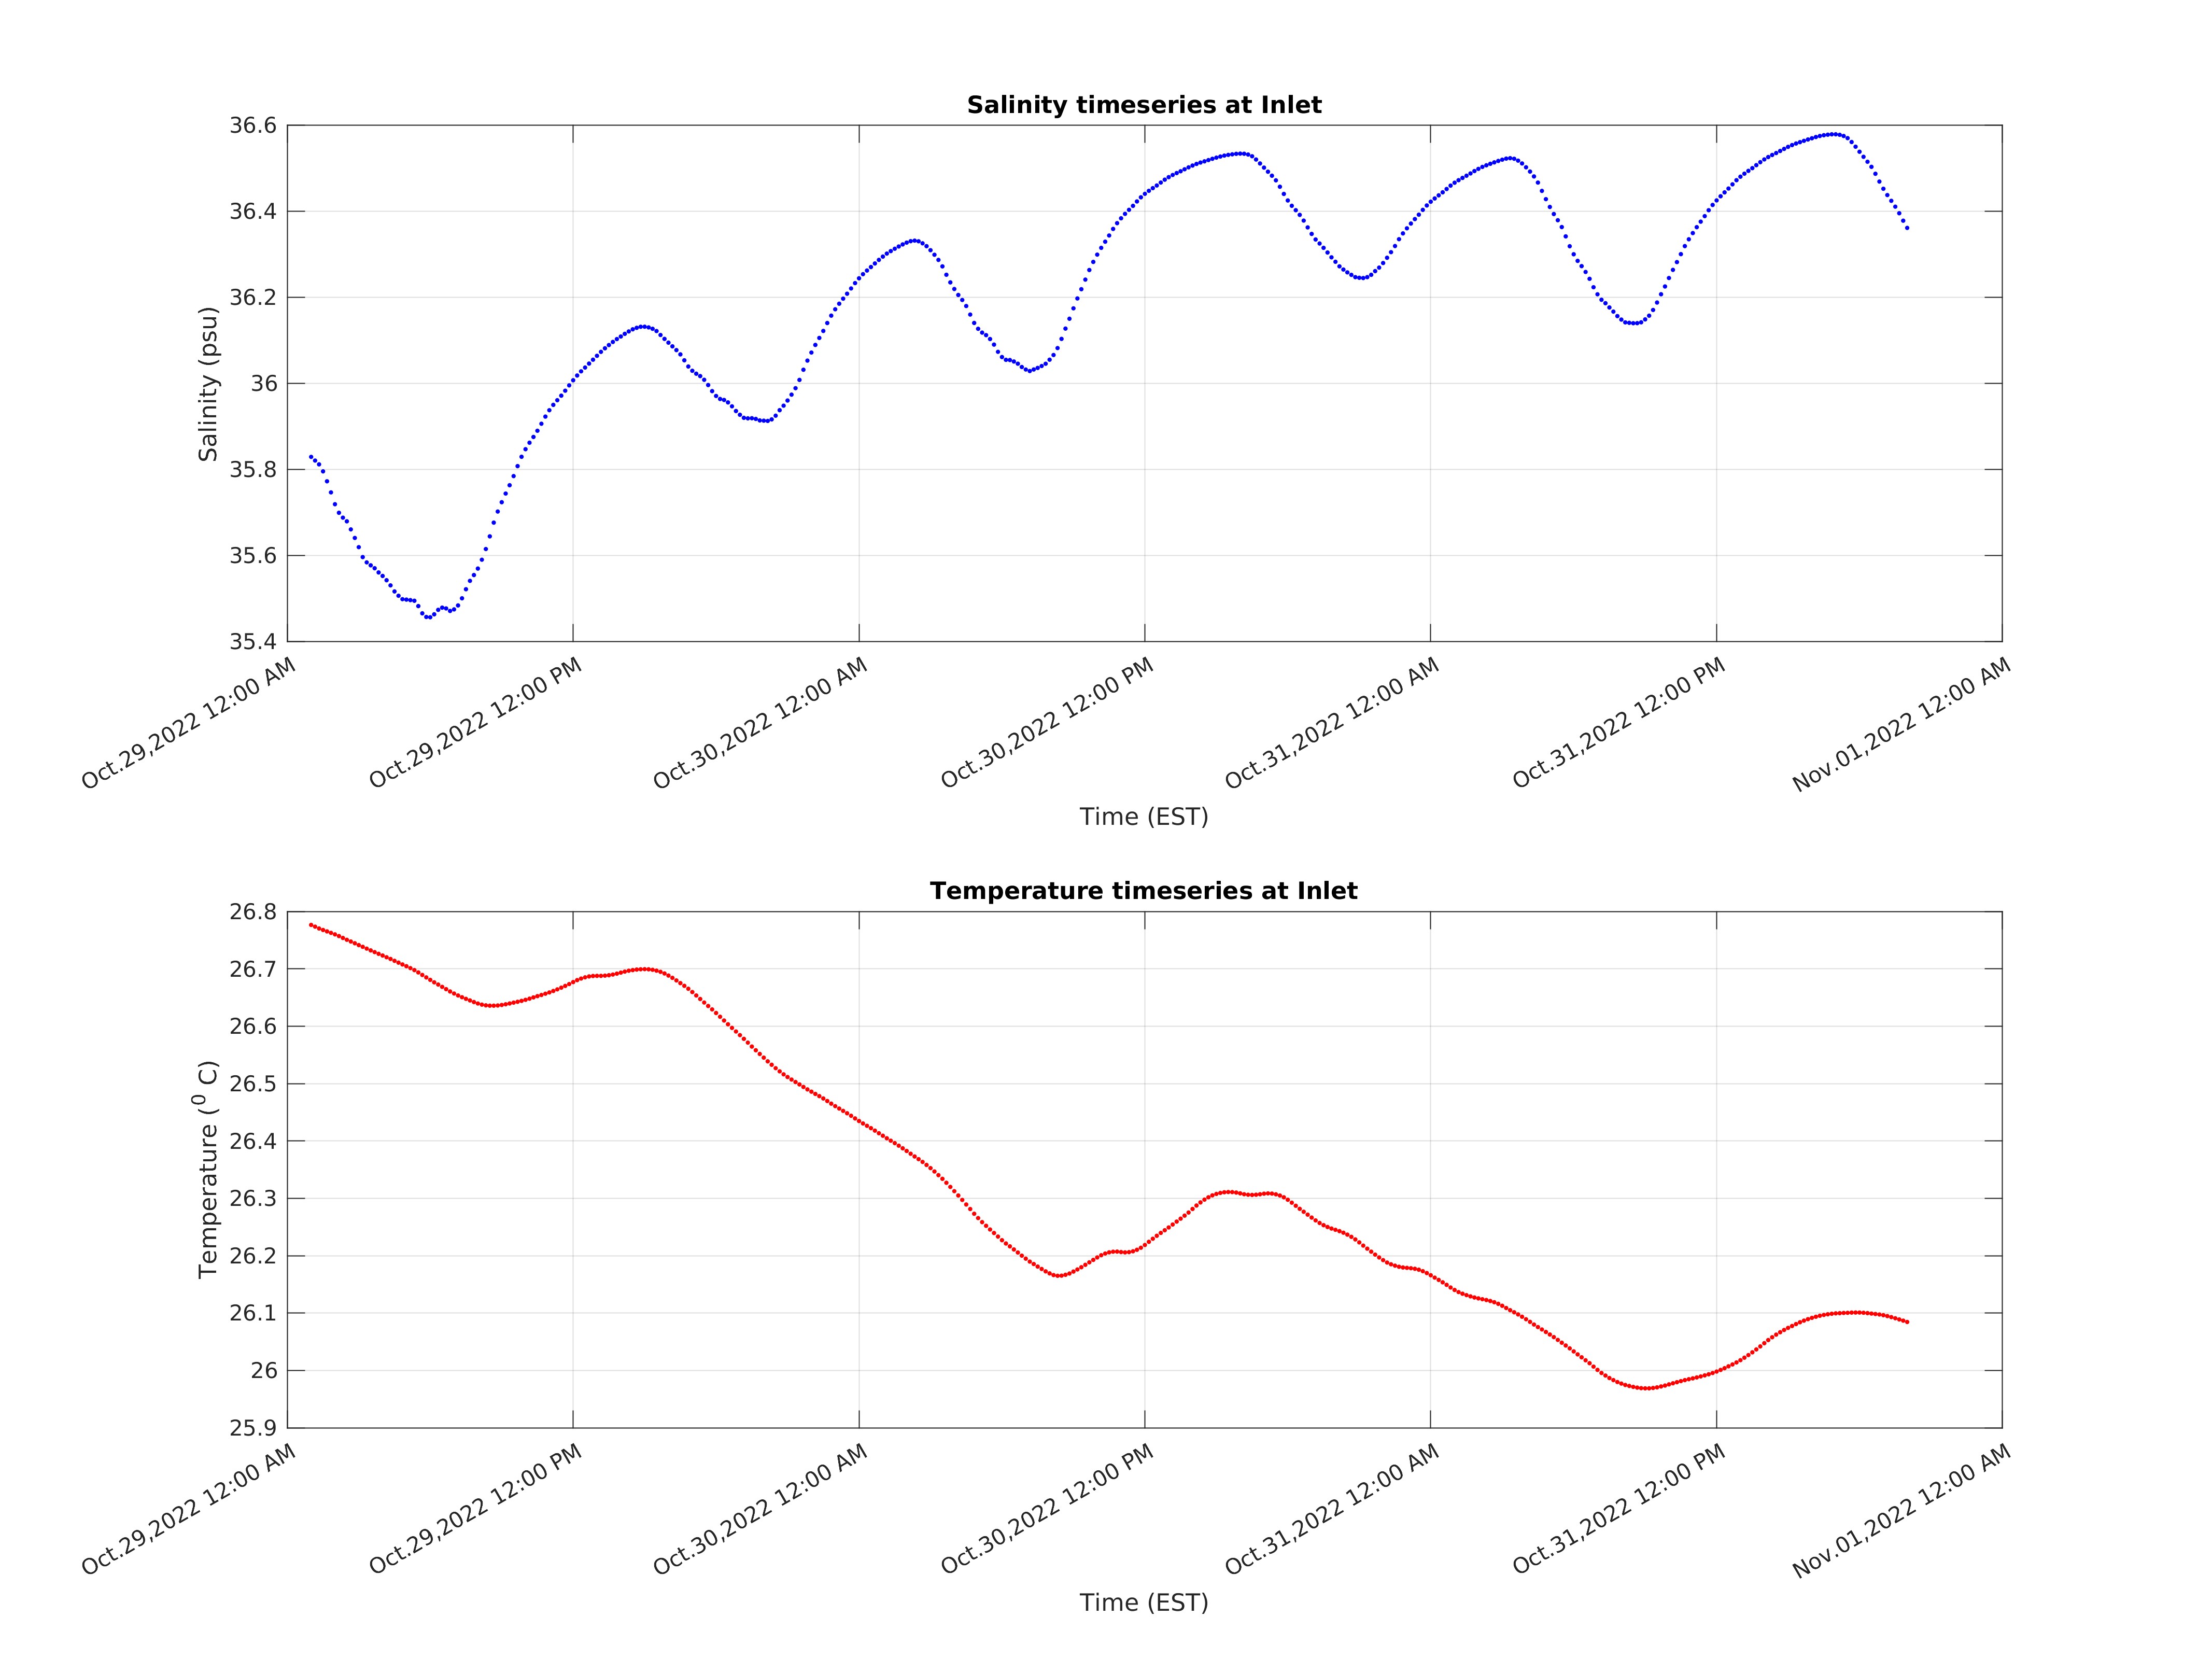 Salinity timeseries at Inlet
36.6
36.4
36.2
36
35.8
35.6
35.4
Salinity (psu)
Oct.29,2022 12:00 AM
Oct.29,2022 12:00 PM
Oct.30,2022 12:00 AM
Oct.30,2022 12:00 PM
Oct.31,2022 12:00 AM
Oct.31,2022 12:00 PM
Nov.01,2022 12:00 AM
Time (EST)
Temperature timeseries at Inlet
26.8
26.7
26.6
26.5
26.4
26.3
26.2
26.1
26
25.9
Temperature (⁰ C)
Oct.29,2022 12:00 AM
Oct.29,2022 12:00 PM
Oct.30,2022 12:00 AM
Oct.30,2022 12:00 PM
Oct.31,2022 12:00 AM
Oct.31,2022 12:00 PM
Nov.01,2022 12:00 AM
Time (EST)